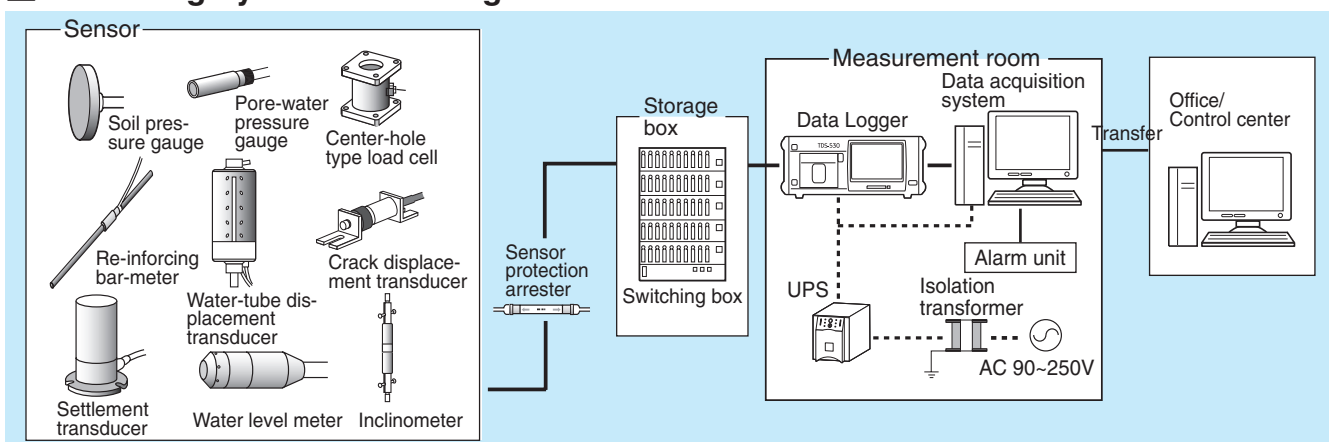 Sensor
Soil pres-
sure gauge
Pore-water
pressure
gauge
Center-hole
type load cell
Re-inforcing
bar-meter
Water-tube dis-
placement
transducer
Crack displace-
ment transducer
Settlement
transducer
Water level meter
Inclinometer
Sensor
protection
arrester
Storage
box
Switching box
Measurement room
Data Logger
TDS-530
Data acquisition
system
Alarm unit
UPS
Isolation
transformer
AC 90~250V
Transfer
Office/
Control center